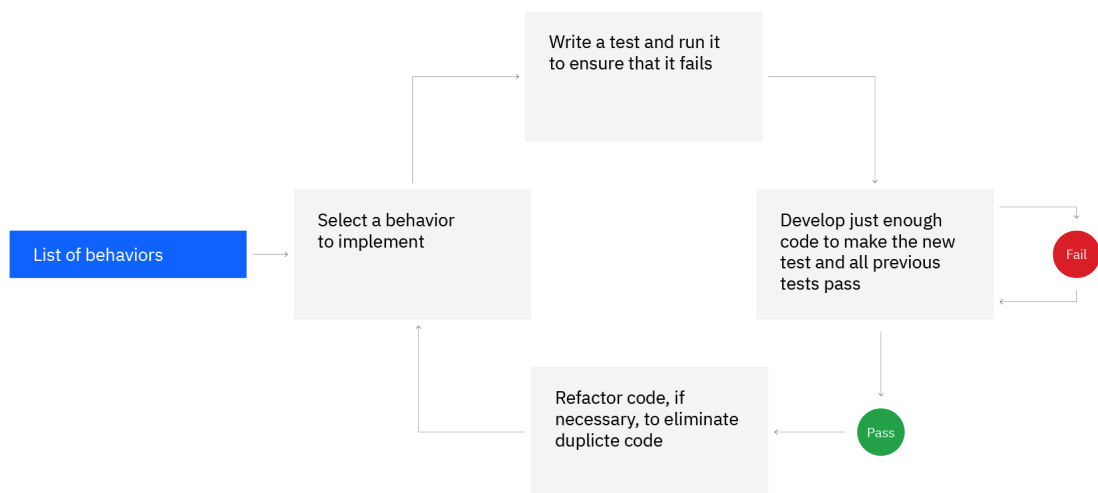 Write a test and run it
to ensure that it fails
Select a behavior
to implement
List of behaviors
Develop just enough
code to make the new
test and all previous
tests pass
Fail
Refactor code, if
necessary, to eliminate
duplicte code
Pass